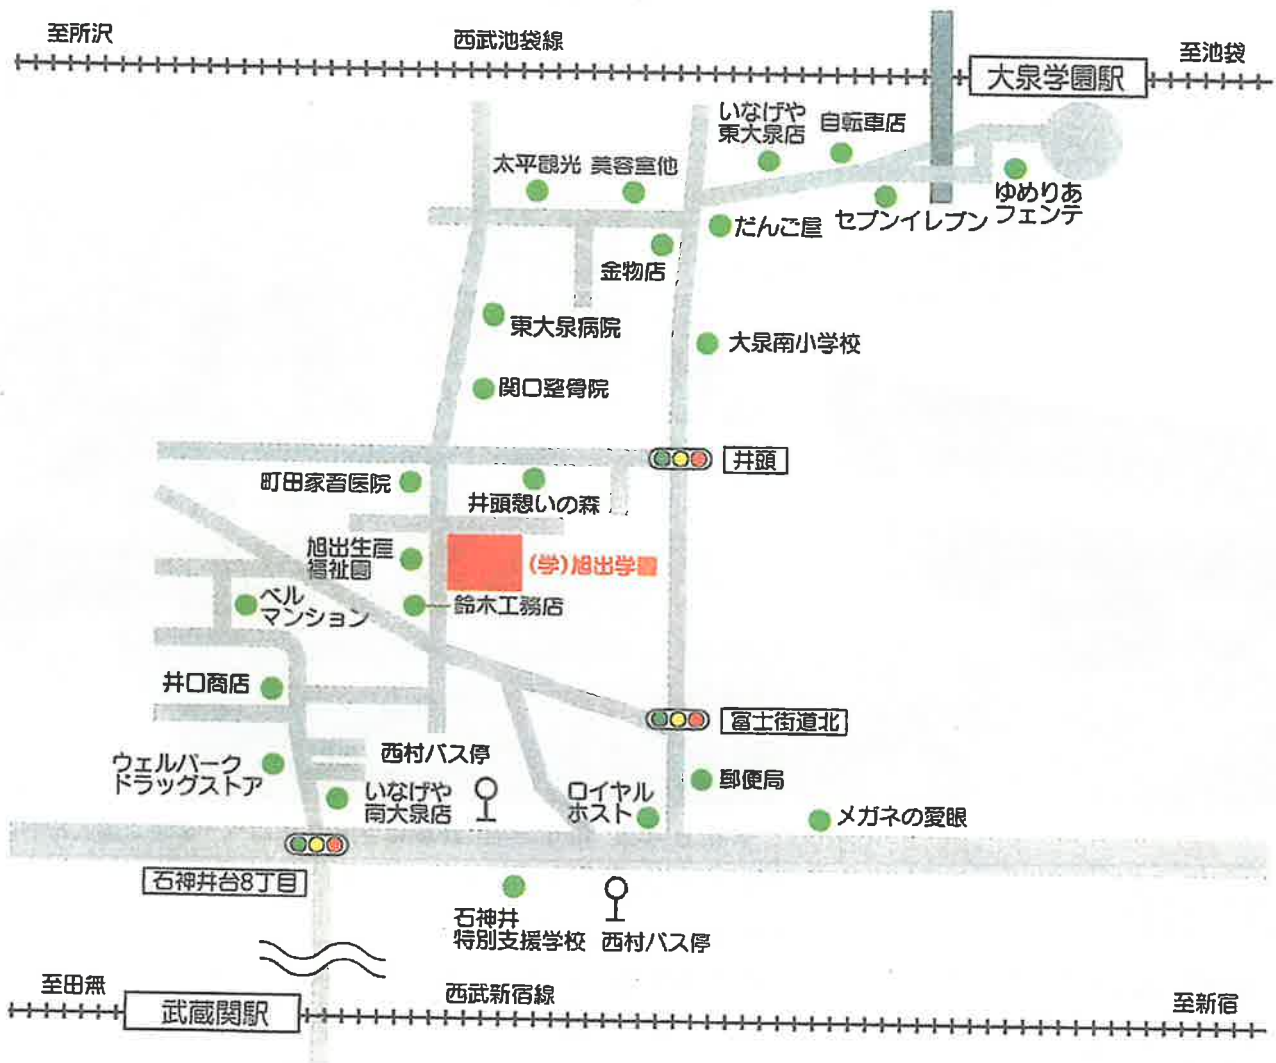 至所沢
西武池袋線
至池袋
大泉学園駅
いなげや
東大泉店
自転車店
太平観光
美容室他
ゆめりあ
フェンテ
セブンイレブン
だんご屋
金物店
東大泉病院
大泉南小学校
関口整骨院
井頭
町田家畜医院
井頭憩いの森
旭出生産
福祉園
(学)旭出学園
ベル
マンション
鈴木工務店
井口商店
富士街道北
西村バス停
ウェルパーク
ドラッグストア
いなげや
南大泉店
ロイヤル
ホスト
郵便局
メガネの愛眼
石神井台8丁目
石神井
特別支援学校
西村バス停
至田無
武蔵関駅
西武新宿線
至新宿